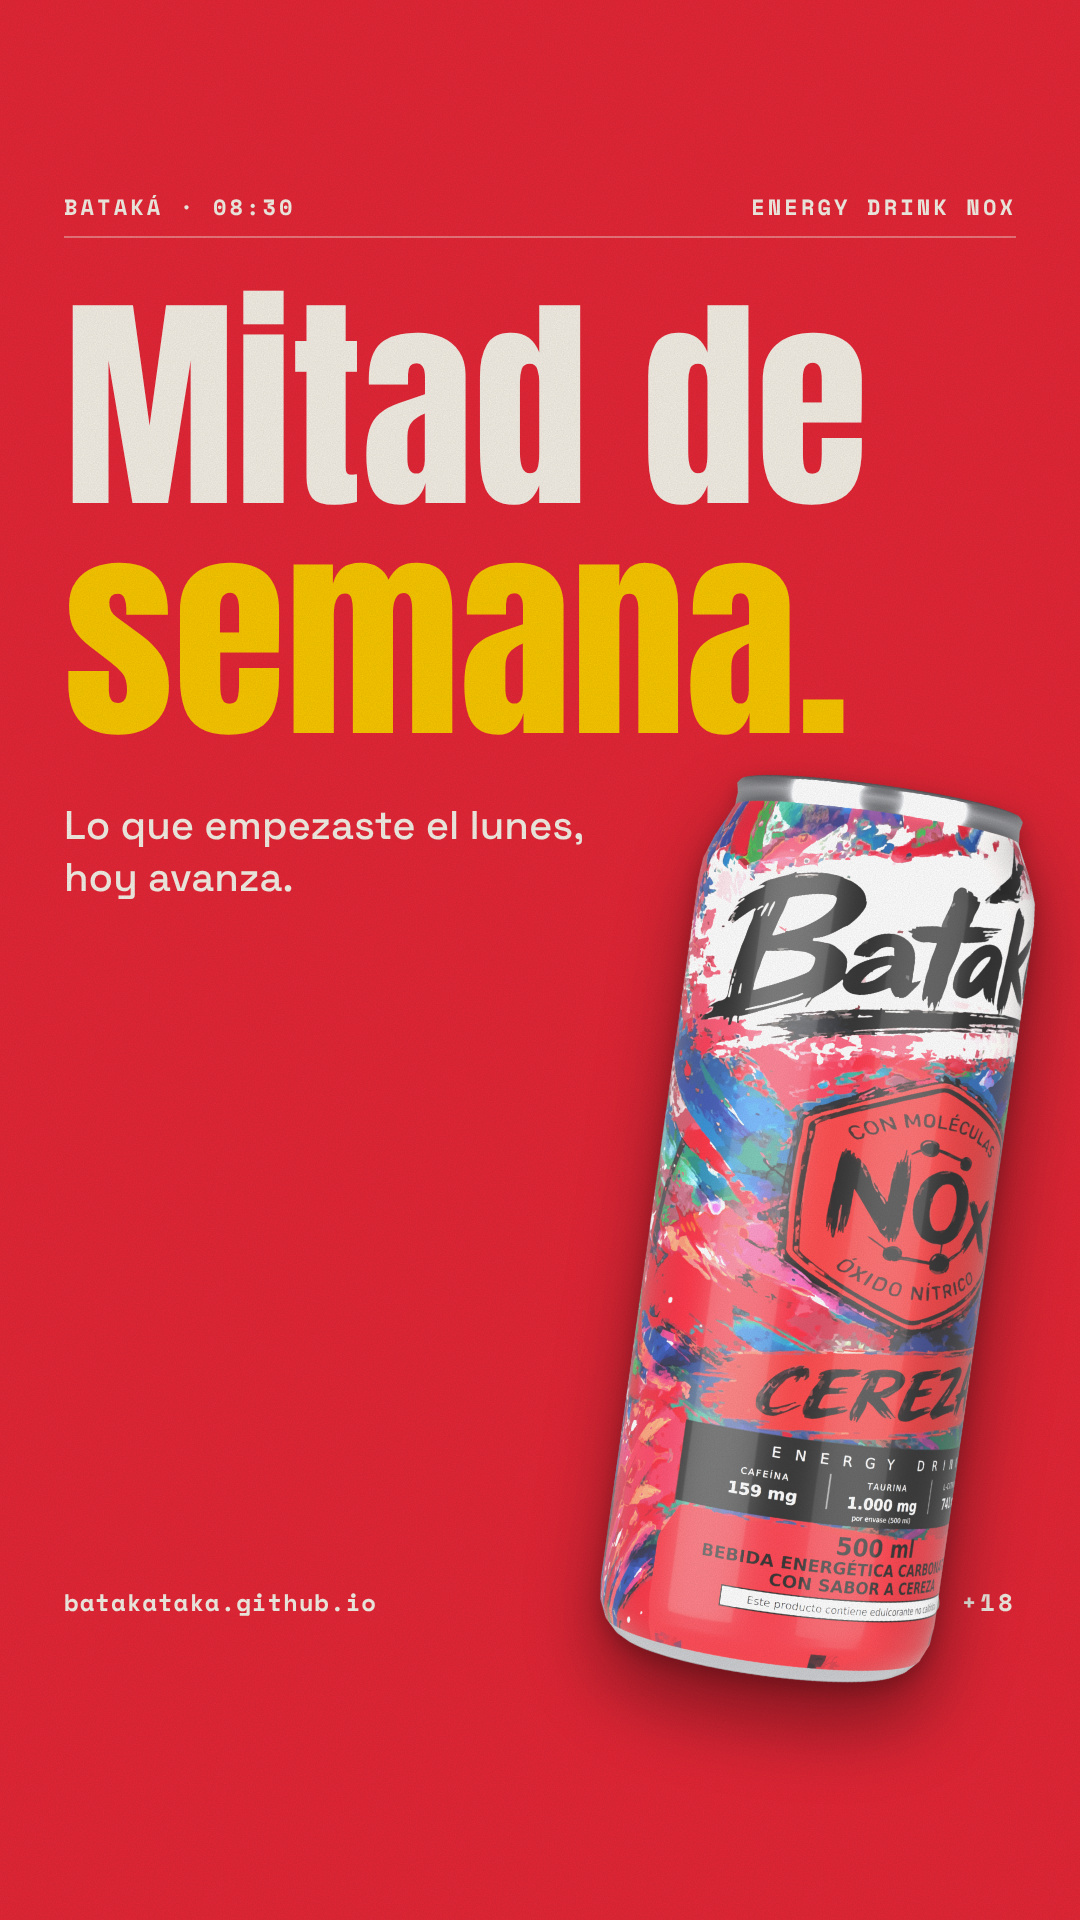 BATAKÁ · 08:30
ENERGY DRINK NOX
Mitad de
semana.
Lo que empezaste el lunes,
hoy avanza.
CON MOLÉCULAS
NOx
ÓXIDO NÍTRICO
CEREZA
ENERGY
CAFEÍNA
159 mg
TAURINA
1.000 mg
por envase (500 ml)
500 ml
BEBIDA ENERGÉTICA
CON SABOR A CEREZA
Este producto contiene edulcorante no
batakataka.github.io
+18